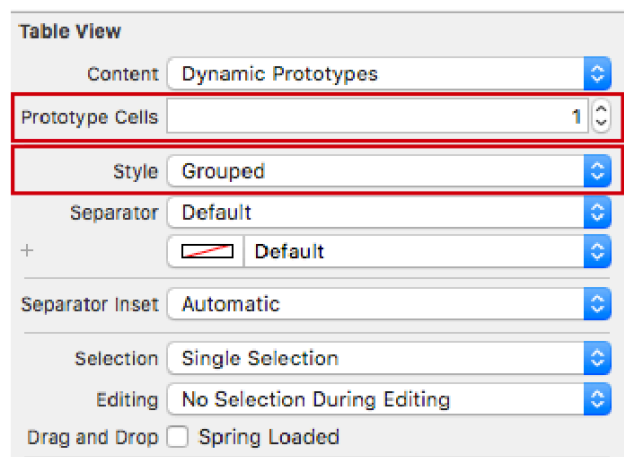 Table View
Content Dynamic Prototypes
Prototype Cells 1
Style Grouped
Separator Default
+ Default
Separator Inset Automatic
Selection Single Selection
Editing No Selection During Editing
Drag and Drop Spring Loaded